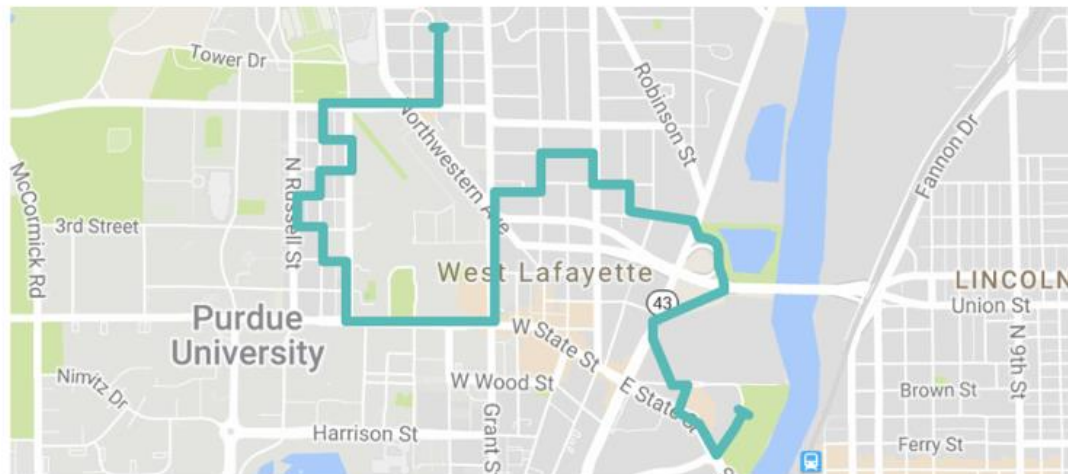 Tower Dr
Robinson St
Northwestern Ave
Fannon Dr
McCormick Rd
N Russell St
3rd Street
West Lafayette
LINCOLN
43
Union St
Purdue
University
W State St
N 9th St
Nimitz Dr
W Wood St
E State St
Brown St
Grant S
Harrison St
Ferry St
S